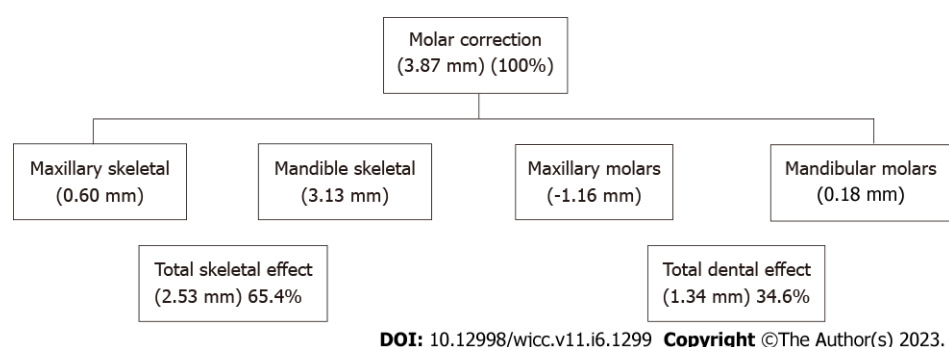 Molar correction
(3.87 mm) (100%)
Maxillary skeletal
(0.60 mm)
Mandible skeletal
(3.13 mm)
Maxillary molars
(-1.16 mm)
Mandibular molars
(0.18 mm)
Total skeletal effect
(2.53 mm) 65.4%
Total dental effect
(1.34 mm) 34.6%
DOI: 10.12998/wjcc.v11.i6.1299 Copyright ©The Author(s) 2023.